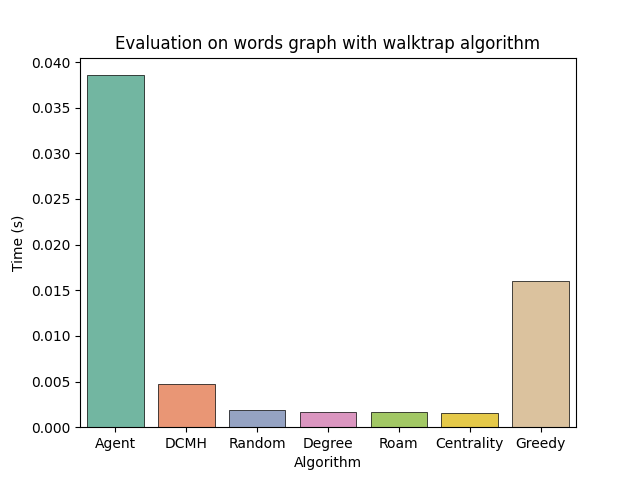 Evaluation on words graph with walktrap algorithm
0.040
0.035
0.030
0.025
0.020
0.015
0.010
0.005
0.000
Time (s)
Agent DCMH Random Degree Roam Centrality Greedy
Algorithm